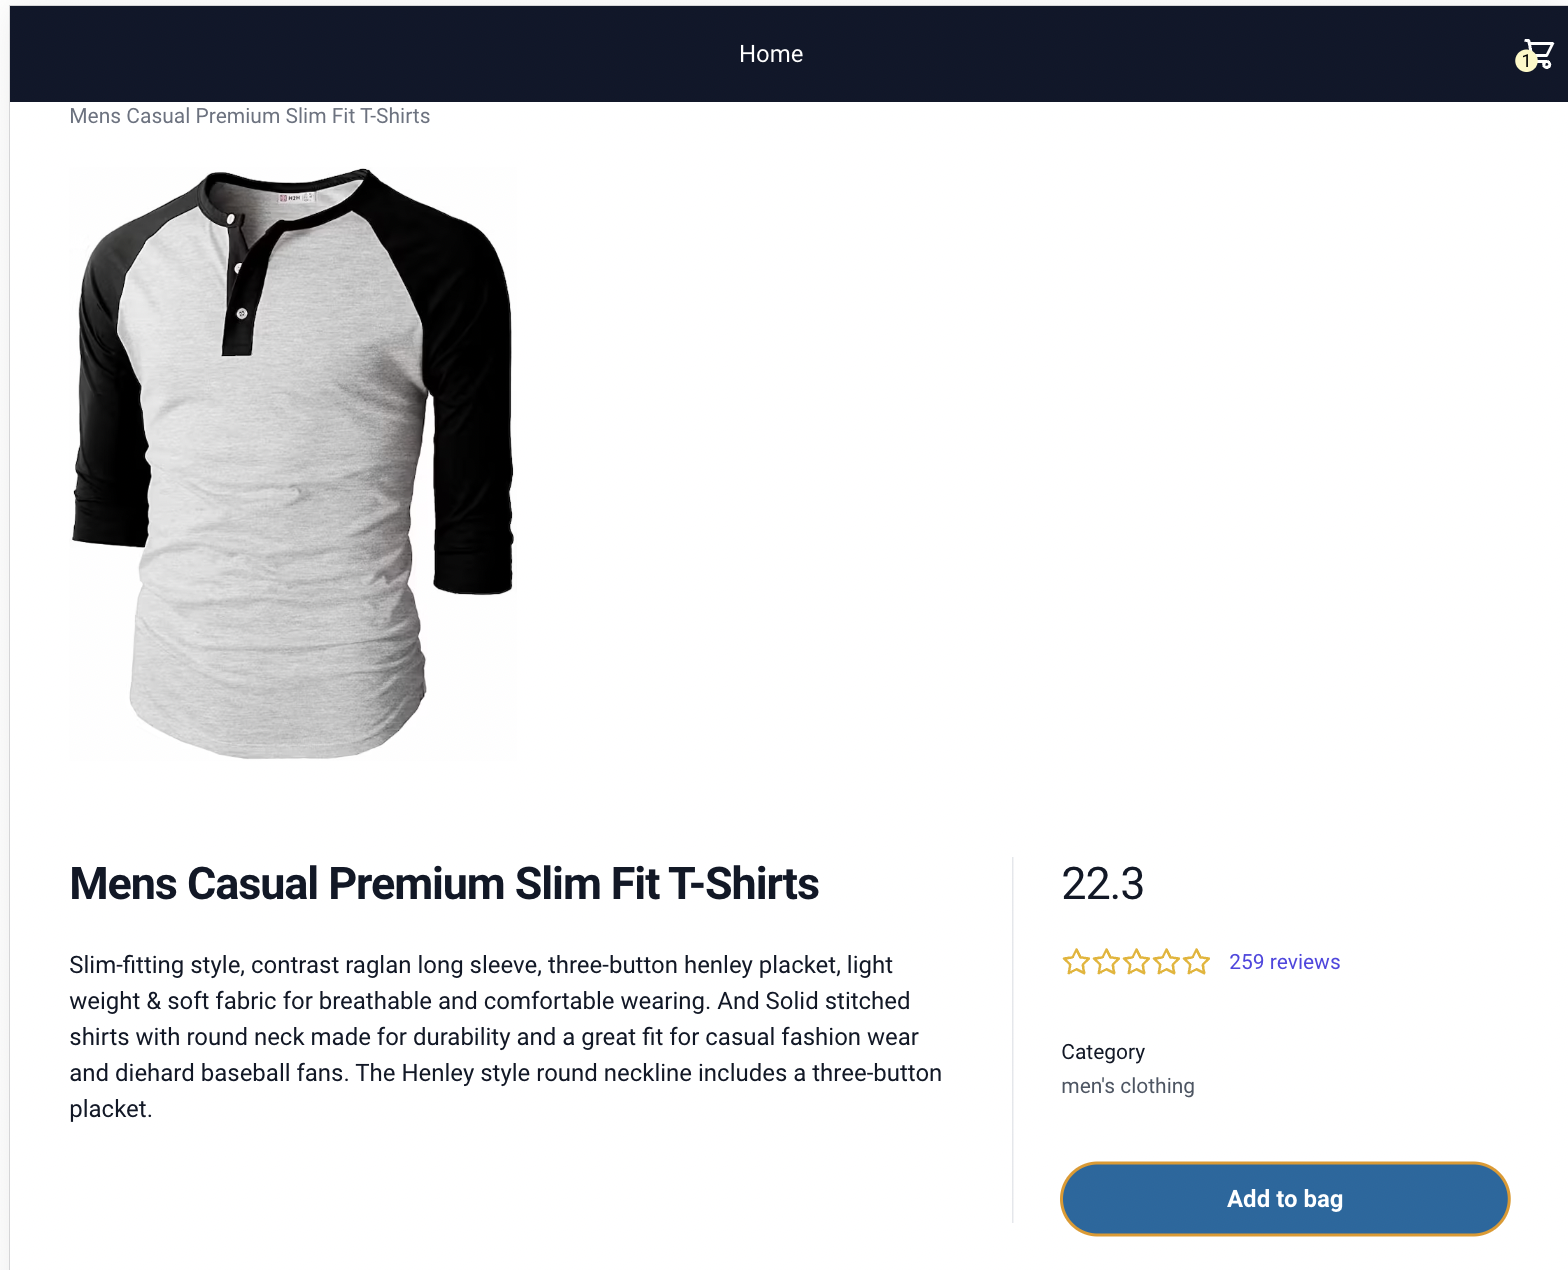 Home
1
Mens Casual Premium Slim Fit T-Shirts
H2H
Mens Casual Premium Slim Fit T-Shirts
Slim-fitting style, contrast raglan long sleeve, three-button henley placket, light
weight & soft fabric for breathable and comfortable wearing. And Solid stitched
shirts with round neck made for durability and a great fit for casual fashion wear
and diehard baseball fans. The Henley style round neckline includes a three-button
placket.
22.3
259 reviews
Category
men's clothing
Add to bag